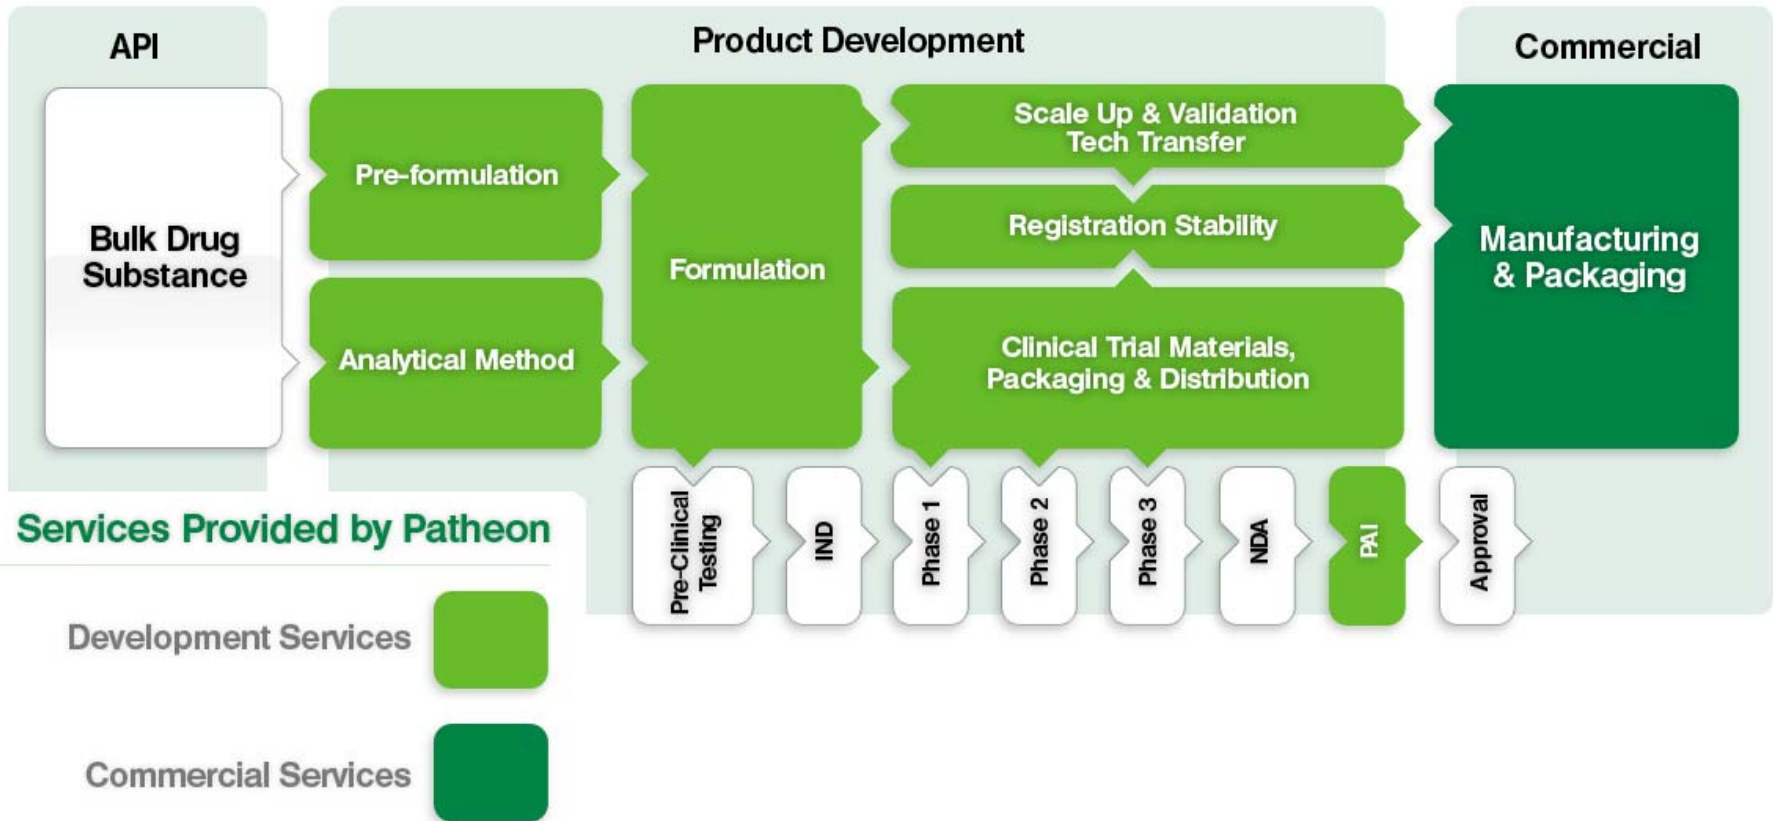 API
Product Development
Commercial
Bulk Drug
Substance
Pre-formulation
Analytical Method
Formulation
Scale Up & Validation
Tech Transfer
Registration Stability
Clinical Trial Materials,
Packaging & Distribution
Manufacturing
& Packaging
Pre-Clinical
Testing
IND
Phase 1
Phase 2
Phase 3
NDA
PAI
Approval
Services Provided by Patheon
Development Services
Commercial Services